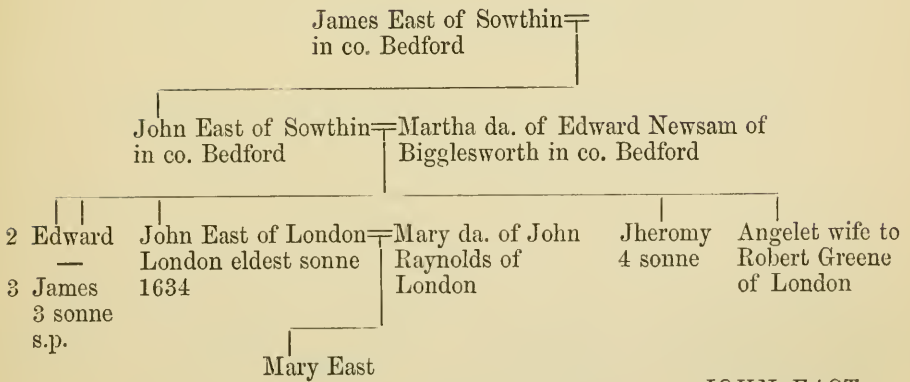 James East of Sowthin
in co. Bedford
John East of Sowthin
in co. Bedford
Martha da. of Edward Newsam of
Bigglesworth in co. Bedford
2 Edward
—
3 James
3 sonne
s.p.
John East of London
London eldest sonne
1634
Mary da. of John
Raynolds of
London
Jheromy
4 sonne
Angelet wife to
Robert Greene
of London
Mary East